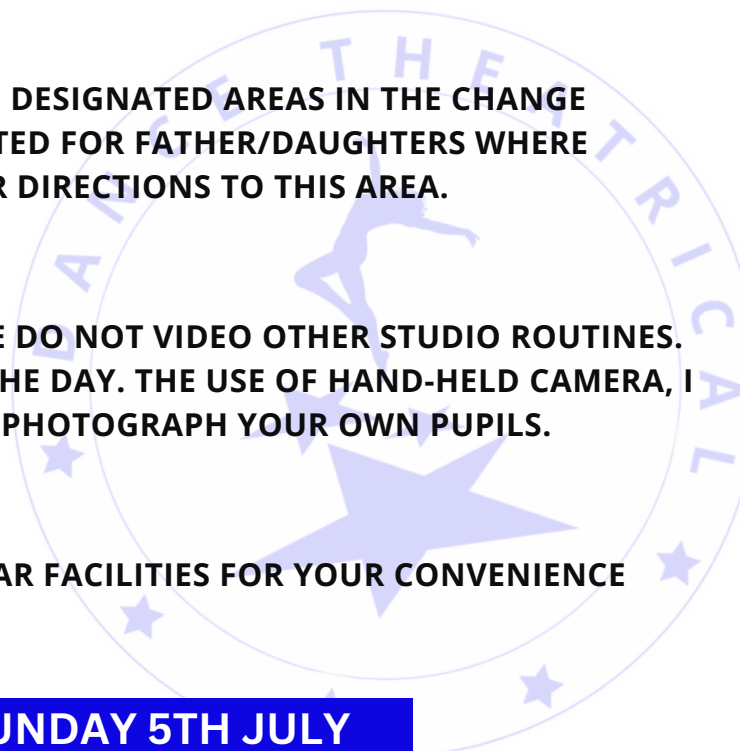 DANCE THEATRICAL
DESIGNATED AREAS IN THE CHANGE
TED FOR FATHER/DAUGHTERS WHERE
R DIRECTIONS TO THIS AREA.
E DO NOT VIDEO OTHER STUDIO ROUTINES.
HE DAY. THE USE OF HAND-HELD CAMERA, I
PHOTOGRAPH YOUR OWN PUPILS.
AR FACILITIES FOR YOUR CONVENIENCE
UNDAY 5TH JULY